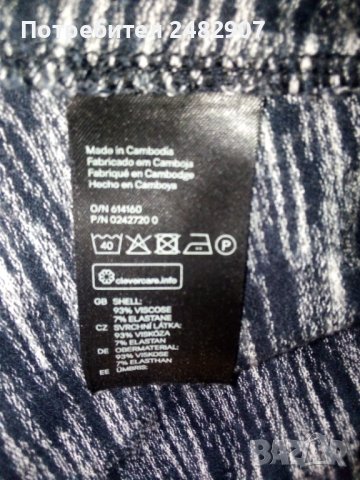 Потребител 2482907
Made in Cambodia
Fabricado em Camboja
Fabriqué en Cambodge
Hecho en Camboya
O/N 614160
P/N 0242720 0
40 P
clevercare.info
GB SHELL:
93% VISCOSE
7% ELASTANE
CZ SVRCHNÍ LÁTKA:
93% VISKÓZA
7% ELASTAN
DE OBERMATERIAL:
93% VISKOSE
7% ELASTHAN
EE ÜMBRIS:
BAZAR